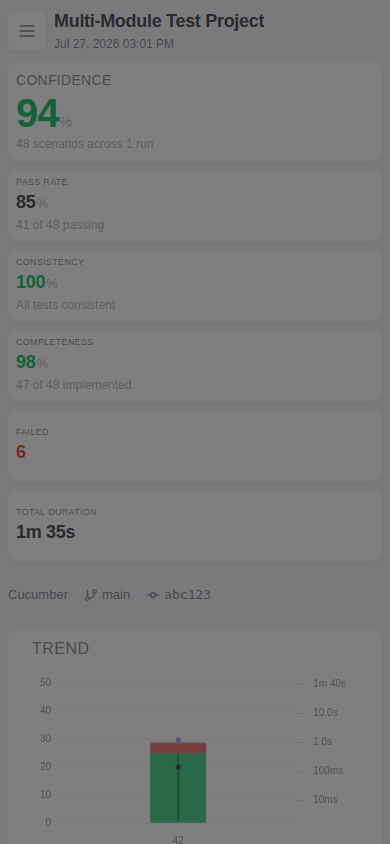 Multi-Module Test Project
Jul 27, 2026 03:01 PM
CONFIDENCE
94%
48 scenarios across 1 run
PASS RATE
85%
41 of 48 passing
CONSISTENCY
100%
All tests consistent
COMPLETENESS
98%
47 of 48 implemented
FAILED
6
TOTAL DURATION
1m 35s
Cucumber main abc123
TREND
50 1m 40s
40 10.0s
30 1.0s
20 100ms
10 10ms
0
42